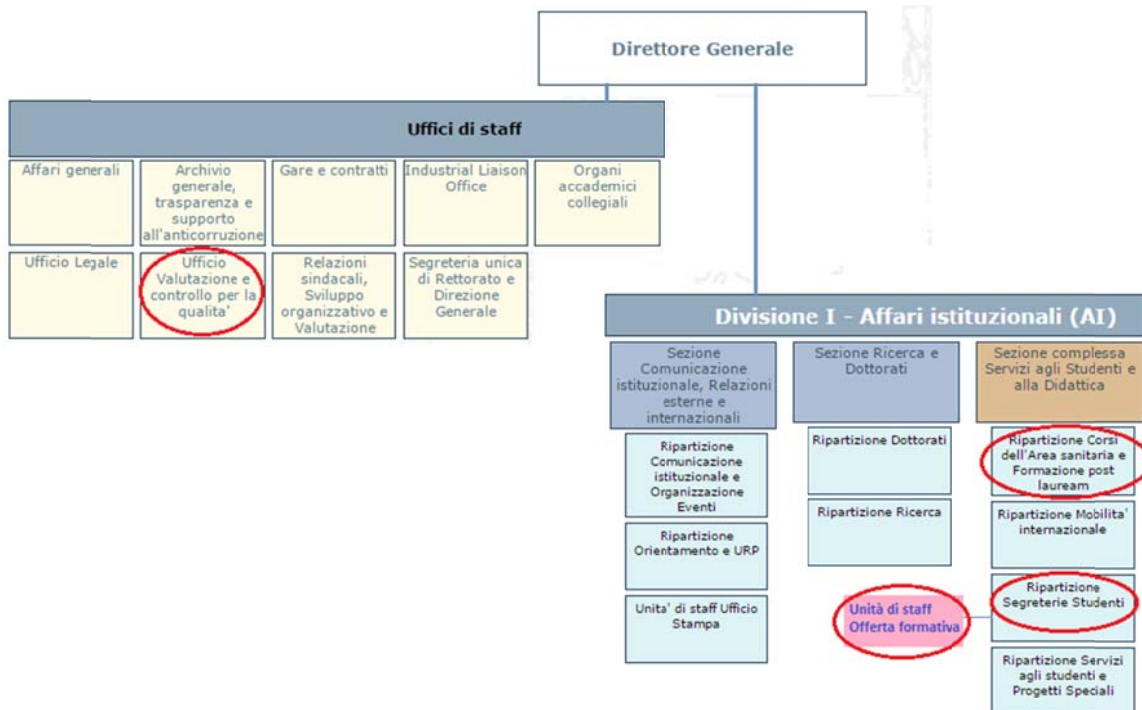 Direttore Generale
Uffici di staff
Affari generali
Archivio
generale,
trasparenza e
supporto
all'anticorruzione
Gare e contratti
Industrial Liaison
Office
Organi
accademici
collegiali
Ufficio Legale
Ufficio
Valutazione e
controllo per la
qualita'
Relazioni
sindacali,
Sviluppo
organizzativo e
Valutazione
Segreteria unica
di Rettorato e
Direzione
Generale
Divisione I - Affari istituzionali (AI)
Sezione
Comunicazione
istituzionale, Relazioni
esterne e
internazionali
Sezione Ricerca e
Dottorati
Sezione complessa
Servizi agli Studenti e
alla Didattica
Ripartizione
Comunicazione
istituzionale e
Organizzazione
Eventi
Ripartizione
Orientamento e URP
Unita' di staff Ufficio
Stampa
Ripartizione Dottorati
Ripartizione Ricerca
Ripartizione Corsi
dell'Area sanitaria e
Formazione post
lauream
Ripartizione Mobilita'
internazionale
Unità di staff
Offerta formativa
Ripartizione
Segreterie Studenti
Ripartizione Servizi
agli studenti e
Progetti Speciali